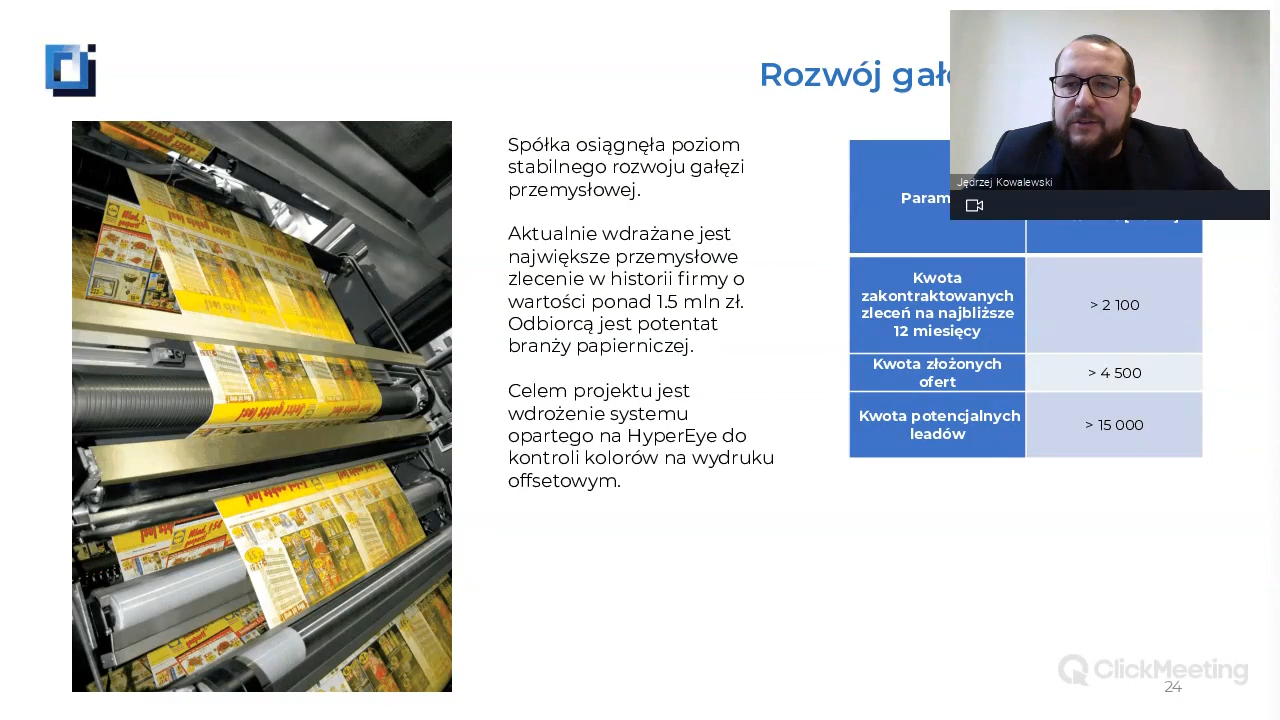 Rozwój
Spółka osiągnęła poziom
stabilnego rozwoju gałęzi
przemysłowej.
Aktualnie wdrażane jest
największe przemysłowe
zlecenie w historii firmy o
wartości ponad 1.5 mln zł.
Odbiorcą jest potentat
branży papierniczej.
Celem projektu jest
wdrożenie systemu
opartego na HyperEye do
kontroli kolorów na wydruku
offsetowym.
Jędrzej Kowalewski
Kwota
zakontraktowanych
zleceń na najbliższe
12 miesięcy
> 2 100
Kwota złożonych
ofert
> 4 500
Kwota potencjalnych
leadów
> 15 000
ClickMeeting
24